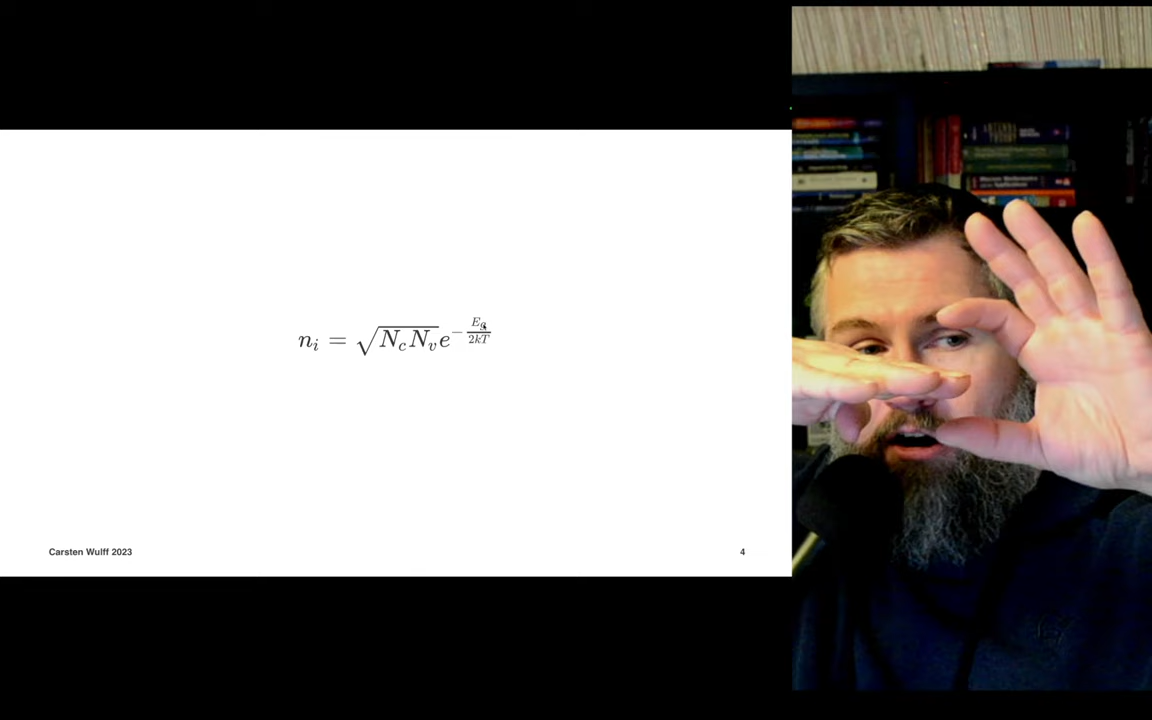 n_i = \sqrt{N_c N_v} e^{-\frac{E_g}{2kT}}
Carsten Wulff 2023
4